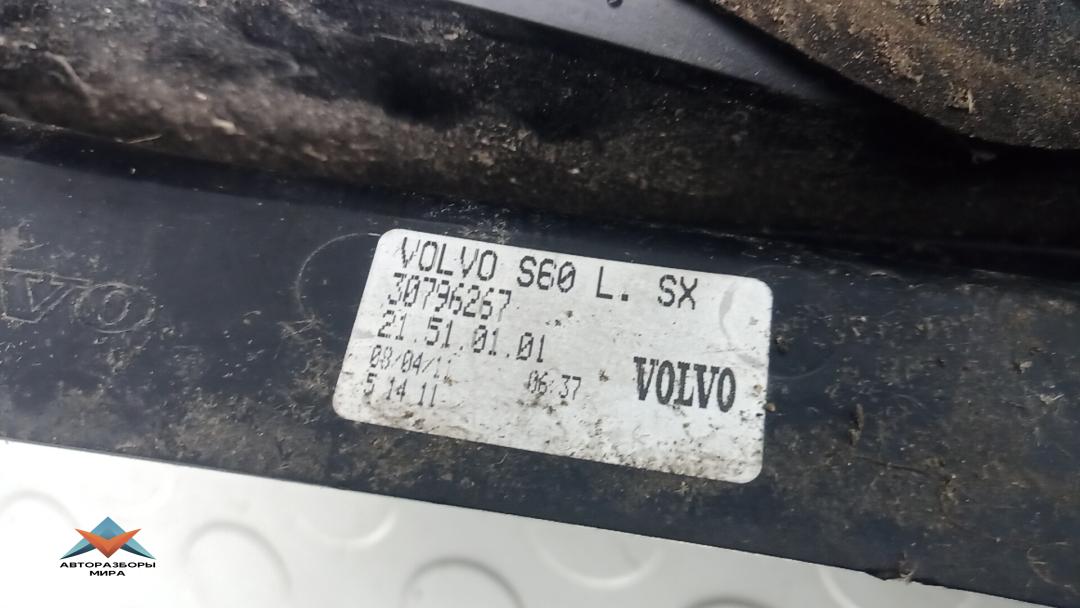 VOLVO S60 L. SX
30796267
21.51.01.01
08/04/11 06:37
5 14 11
VOLVO
VO
АВТОРАЗБОРЫ
МИРА